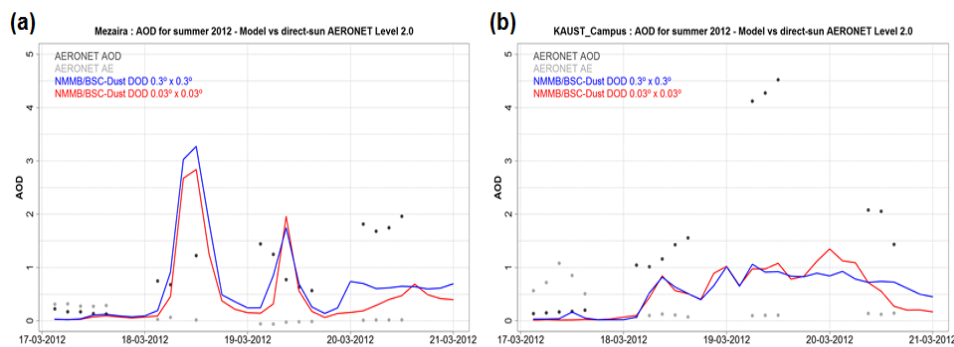 (a)
Mezaira : AOD for summer 2012 - Model vs direct-sun AERONET Level 2.0
AERONET AOD
AERONET AE
NMMB/BSC-Dust DOD 0.3º x 0.3º
NMMB/BSC-Dust DOD 0.03º x 0.03º
AOD
5
4
3
2
1
0
17-03-2012 18-03-2012 19-03-2012 20-03-2012 21-03-2012
(b)
KAUST_Campus : AOD for summer 2012 - Model vs direct-sun AERONET Level 2.0
AERONET AOD
AERONET AE
NMMB/BSC-Dust DOD 0.3º x 0.3º
NMMB/BSC-Dust DOD 0.03º x 0.03º
AOD
5
4
3
2
1
0
17-03-2012 18-03-2012 19-03-2012 20-03-2012 21-03-2012